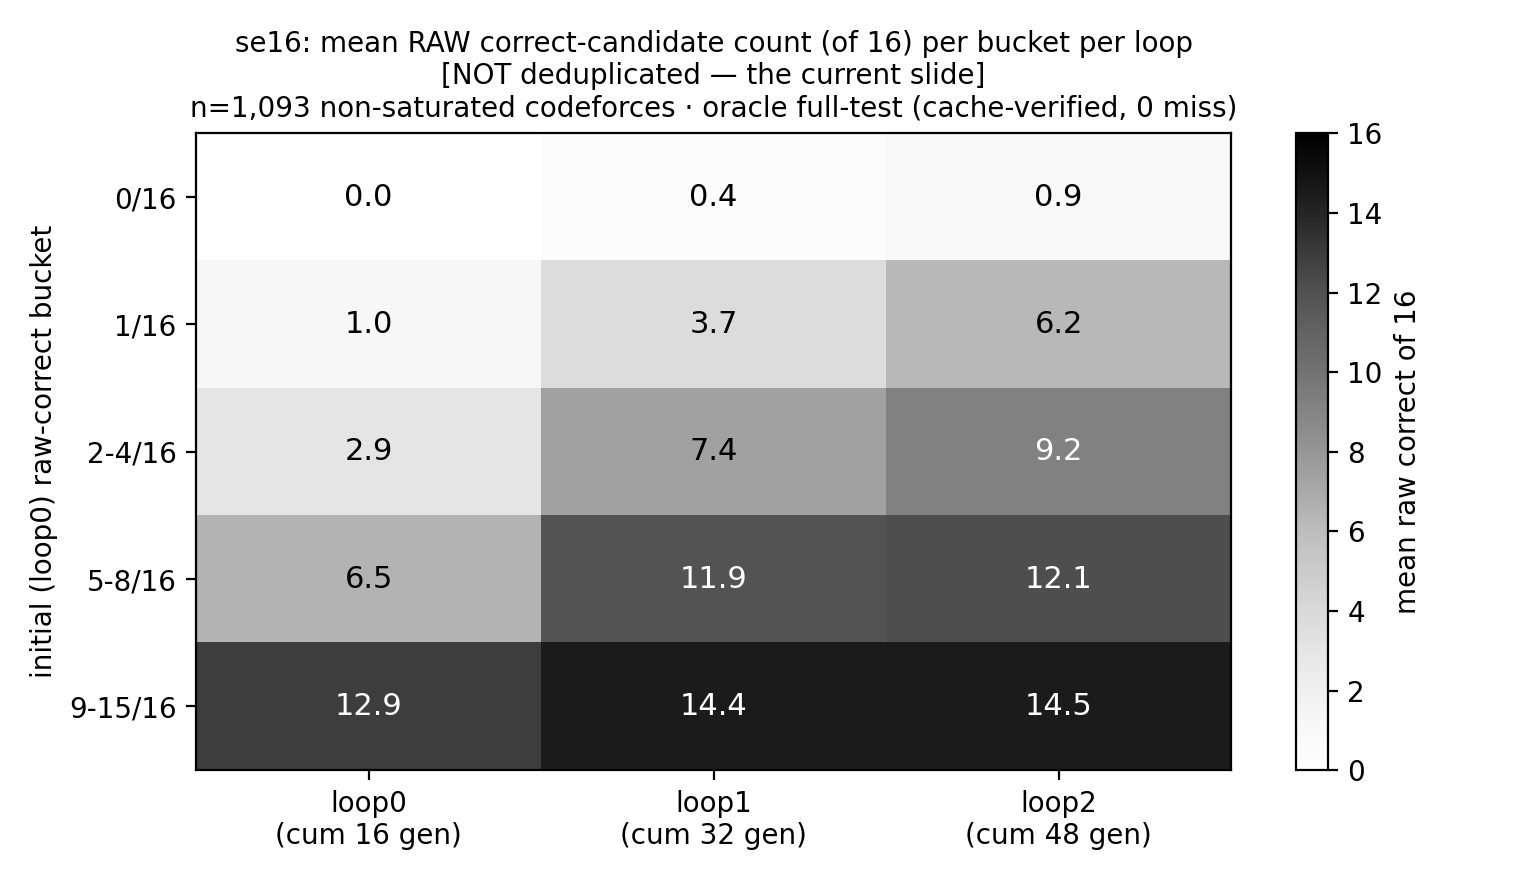 se16: mean RAW correct-candidate count (of 16) per bucket per loop
[NOT deduplicated — the current slide]
n=1,093 non-saturated codeforces · oracle full-test (cache-verified, 0 miss)
initial (loop0) raw-correct bucket
0/16
0.0
0.4
0.9
1/16
1.0
3.7
6.2
2-4/16
2.9
7.4
9.2
5-8/16
6.5
11.9
12.1
9-15/16
12.9
14.4
14.5
loop0
(cum 16 gen)
loop1
(cum 32 gen)
loop2
(cum 48 gen)
16
14
12
10
8
6
4
2
0
mean raw correct of 16